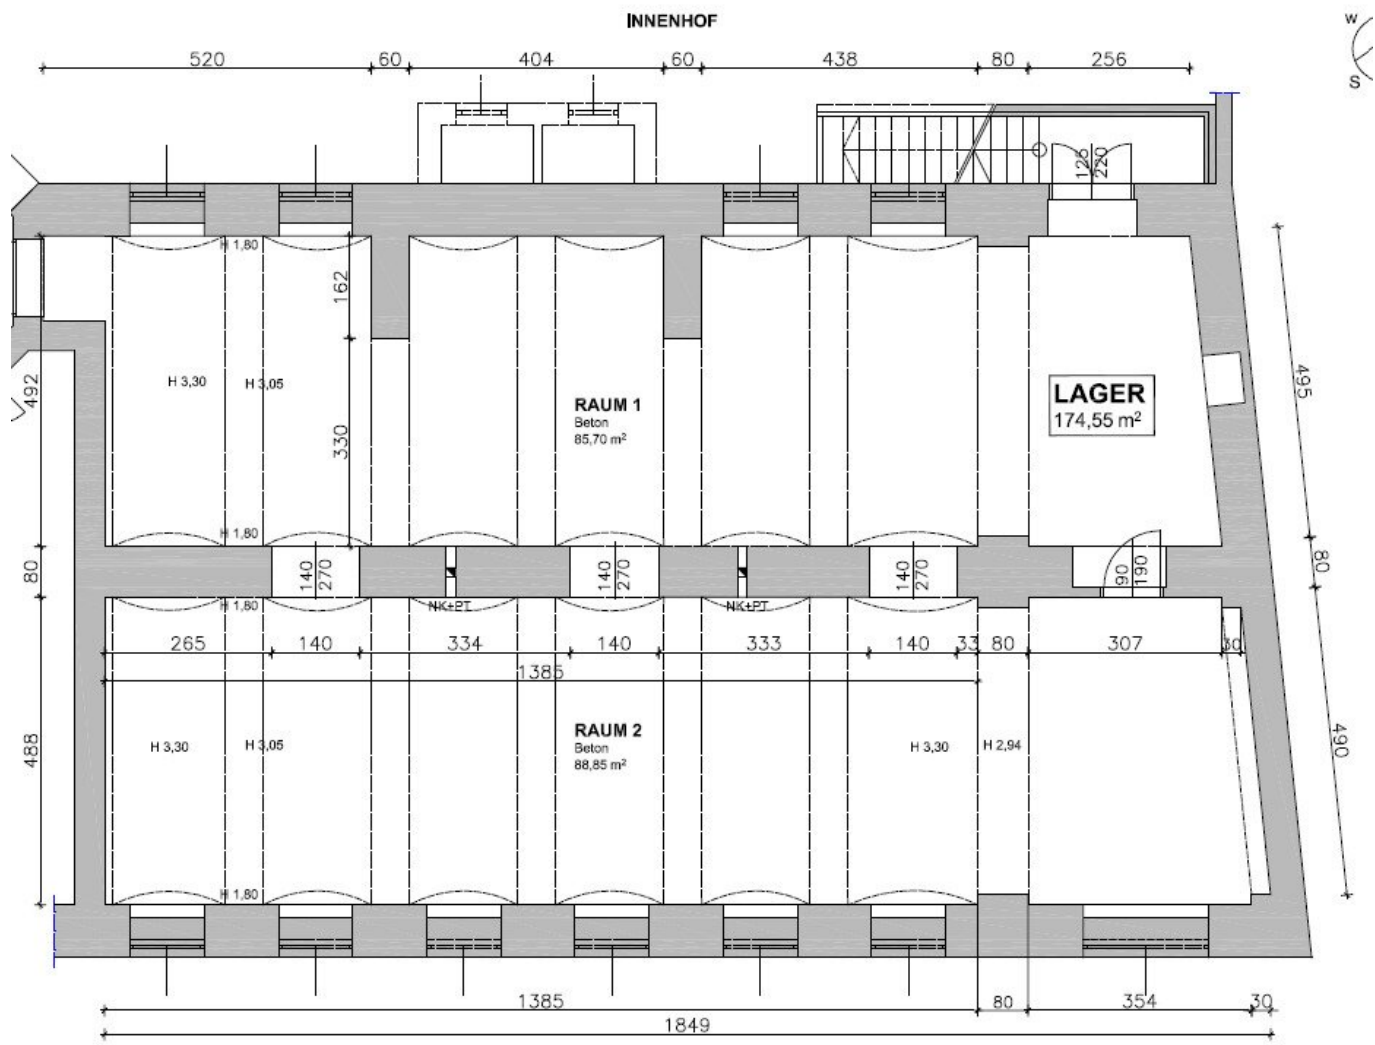 INNENHOF
W
S
520
60
404
60
438
80
256
125
220
H 1,80
162
492
H 3,30
H 3,05
330
RAUM 1
Beton
85,70 m²
LAGER
174,55 m²
495
H 1,80
80
140
270
140
270
140
270
90
190
80
H 1,80
NK+PT
NK+PT
265
140
334
140
333
140
33
80
307
30
1385
488
RAUM 2
Beton
88,85 m²
H 3,30
H 3,05
H 3,30
H 2,94
490
H 1,80
1385
80
354
30
1849